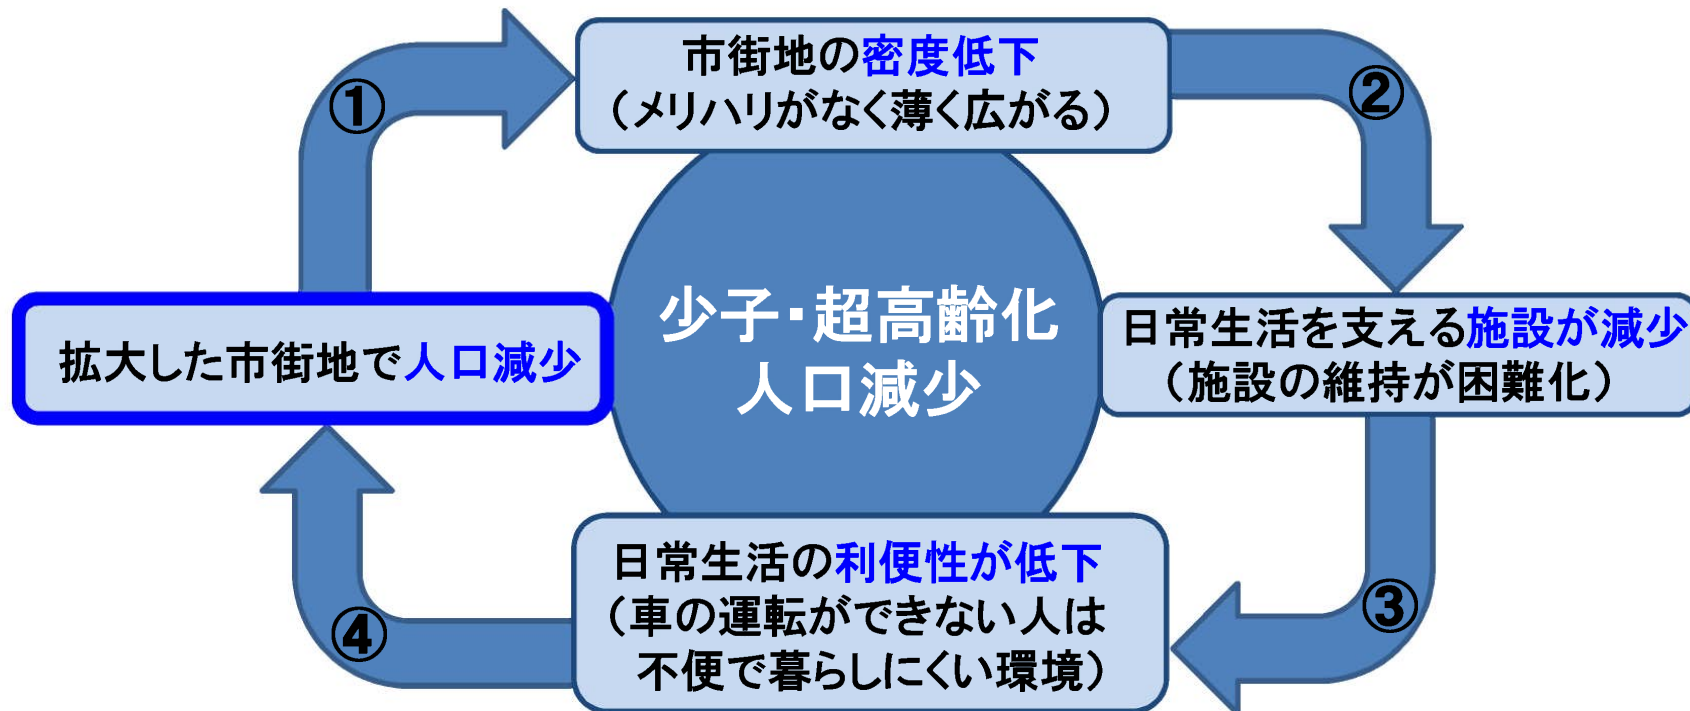 市街地の密度低下
（メリハリがなく薄く広がる）
①
②
少子・超高齢化
人口減少
拡大した市街地で人口減少
日常生活を支える施設が減少
（施設の維持が困難化）
日常生活の利便性が低下
（車の運転ができない人は
不便で暮らしにくい環境）
③
④